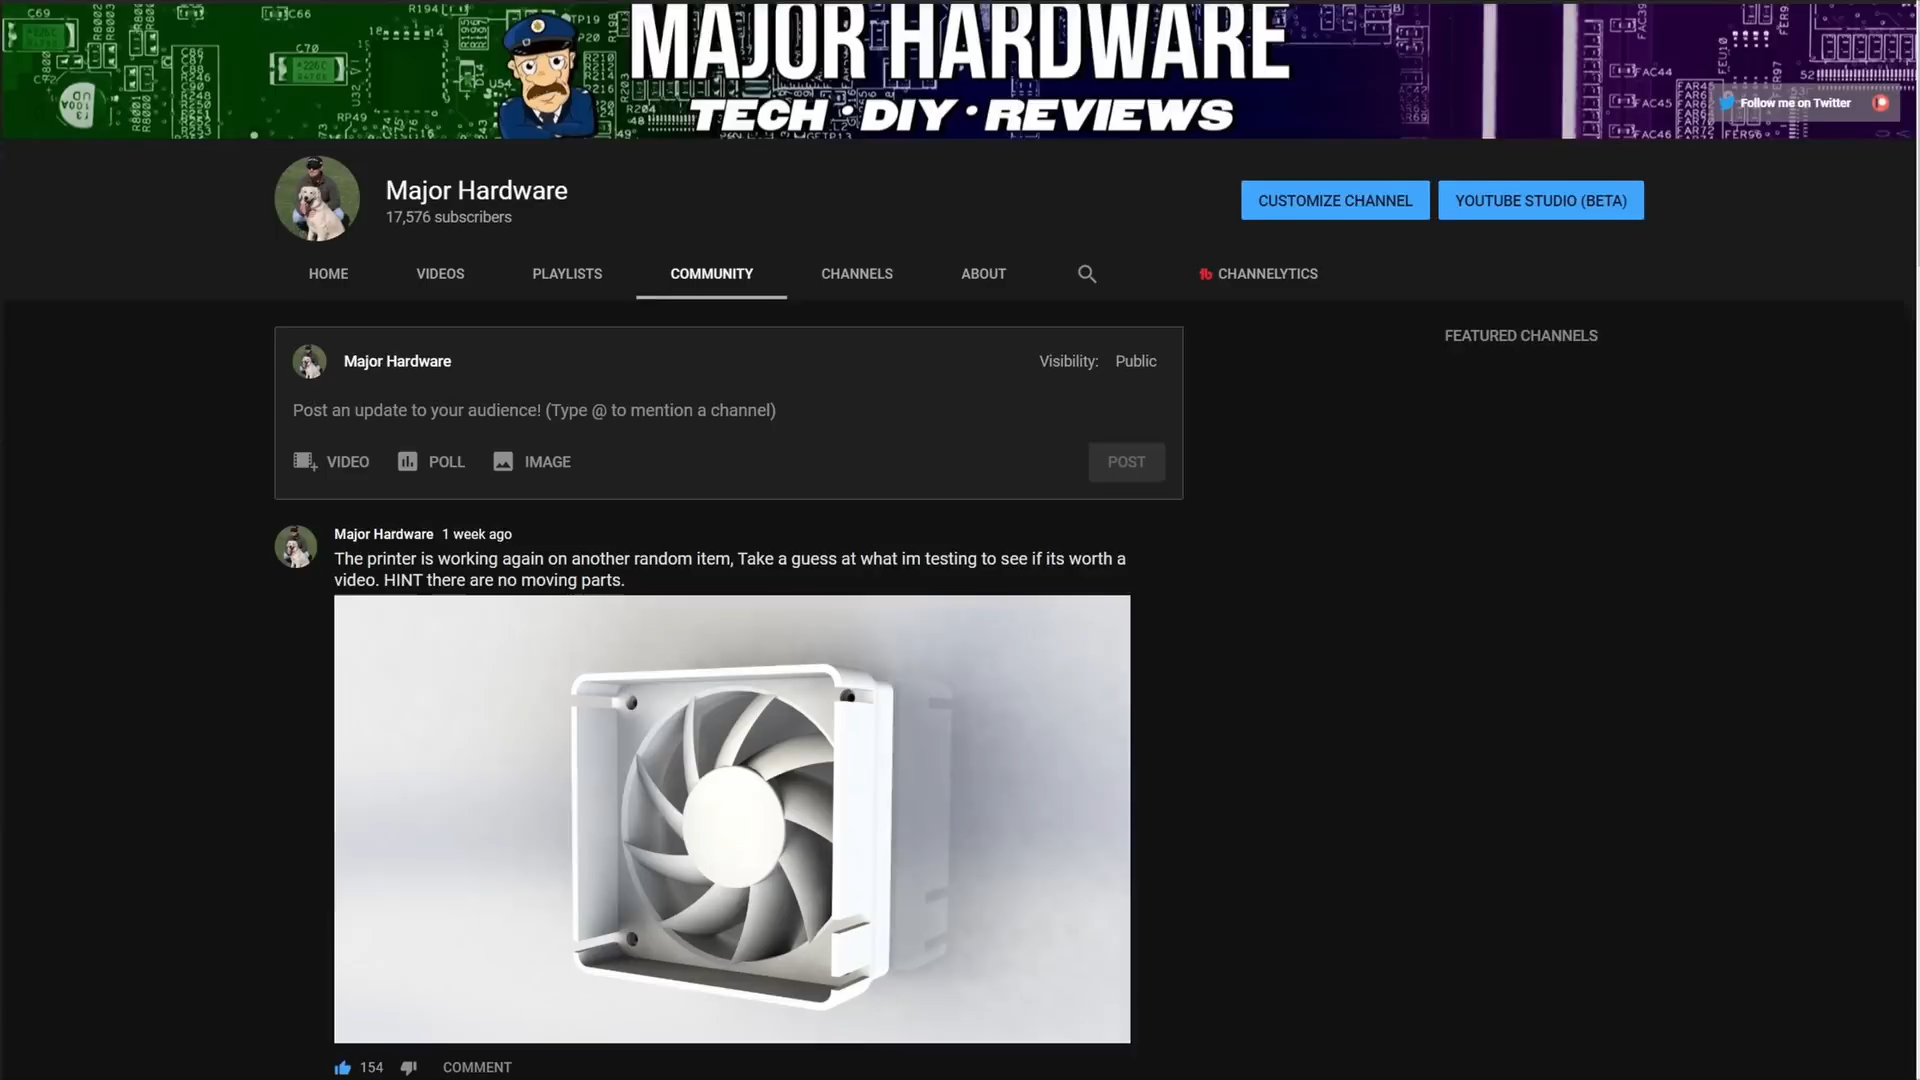 MAJOR HARDWARE
TECH · DIY · REVIEWS
Follow me on Twitter
Major Hardware
17,576 subscribers
CUSTOMIZE CHANNEL
YOUTUBE STUDIO (BETA)
HOME
VIDEOS
PLAYLISTS
COMMUNITY
CHANNELS
ABOUT
CHANNELYTICS
FEATURED CHANNELS
Major Hardware
Visibility: Public
Post an update to your audience! (Type @ to mention a channel)
VIDEO
POLL
IMAGE
POST
Major Hardware 1 week ago
The printer is working again on another random item, Take a guess at what im testing to see if its worth a
video. HINT there are no moving parts.
154
COMMENT